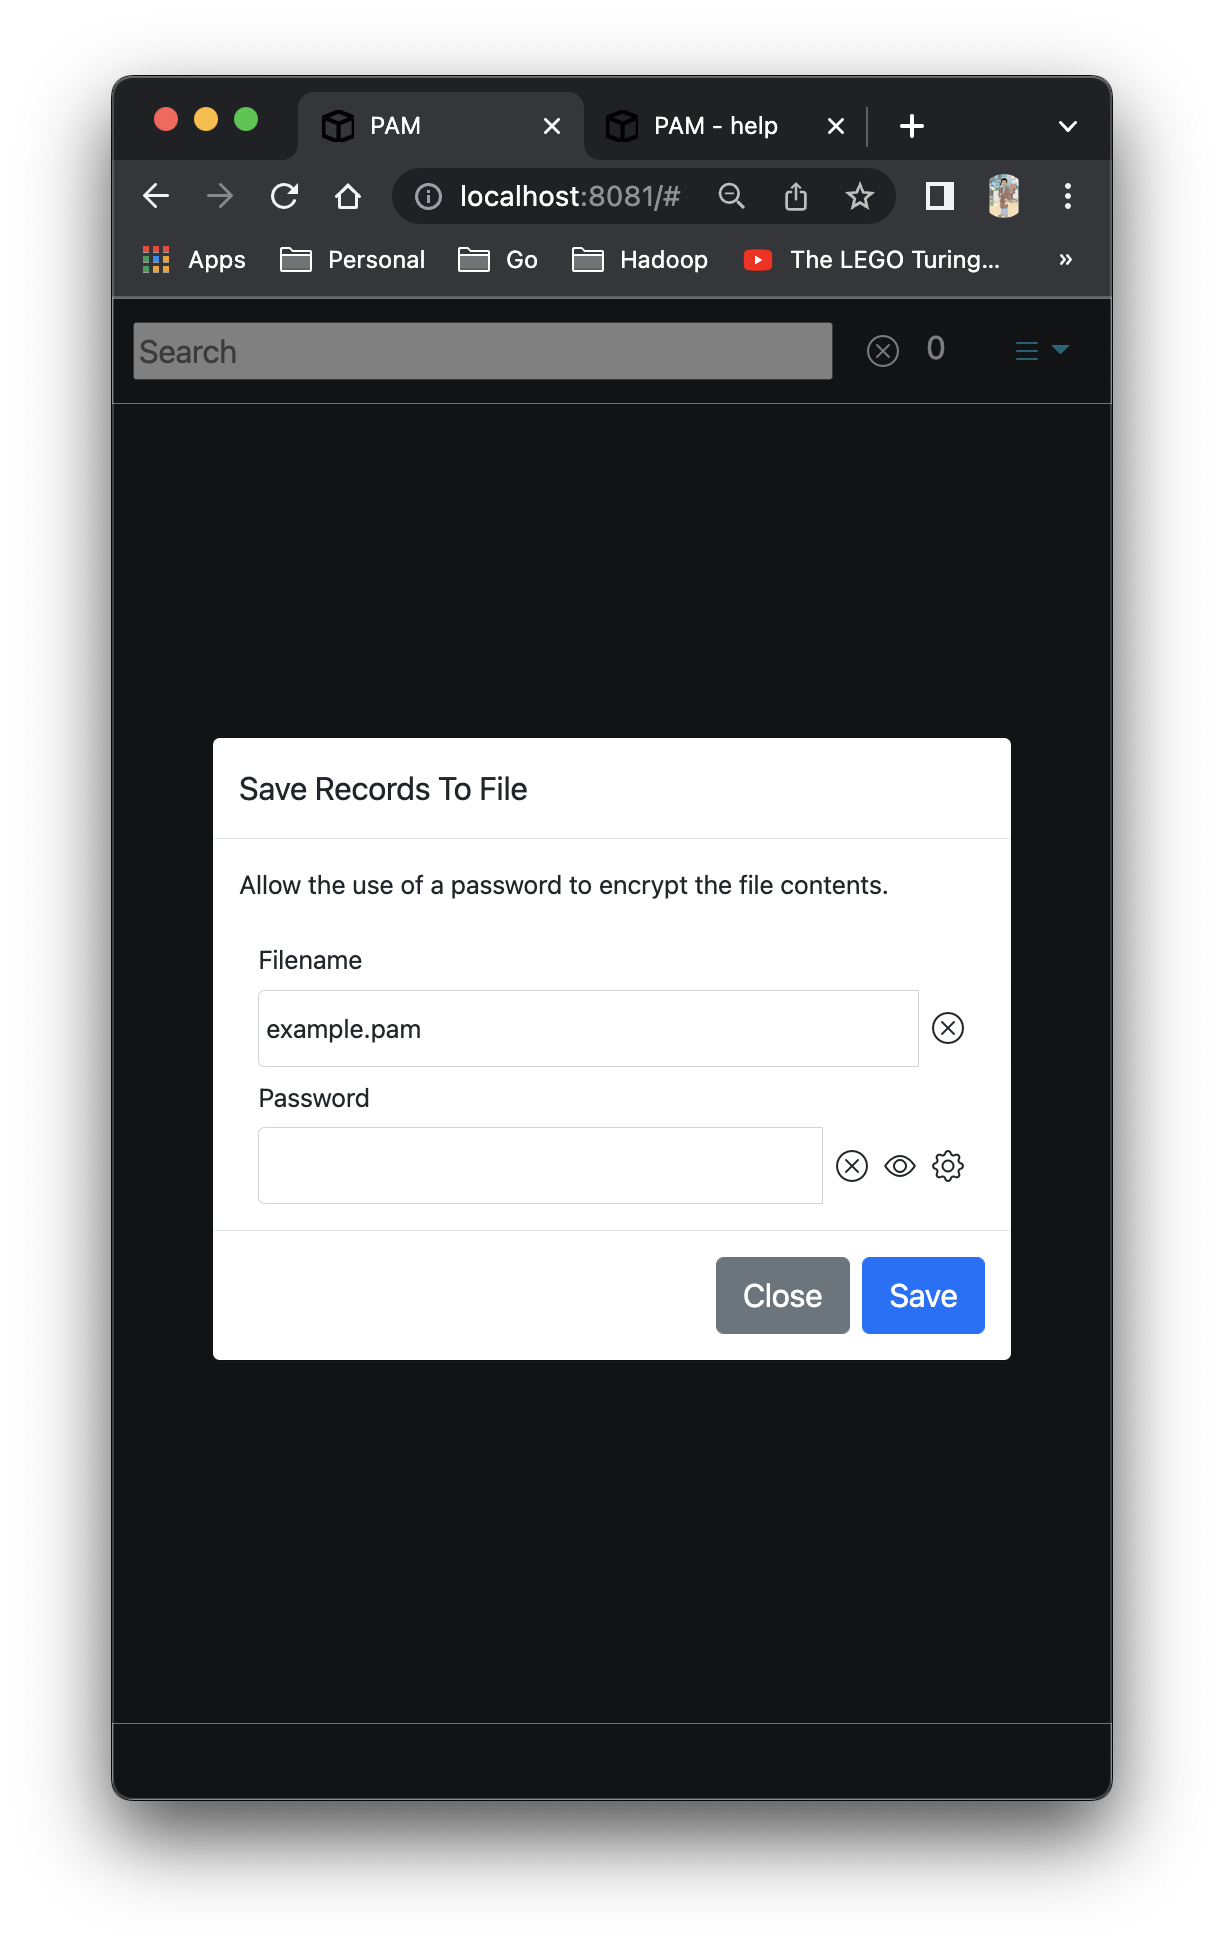 PAM
PAM - help
localhost:8081/#
Apps Personal Go Hadoop The LEGO Turing... »
Search 0
Save Records To File
Allow the use of a password to encrypt the file contents.
Filename
example.pam
Password
Close Save